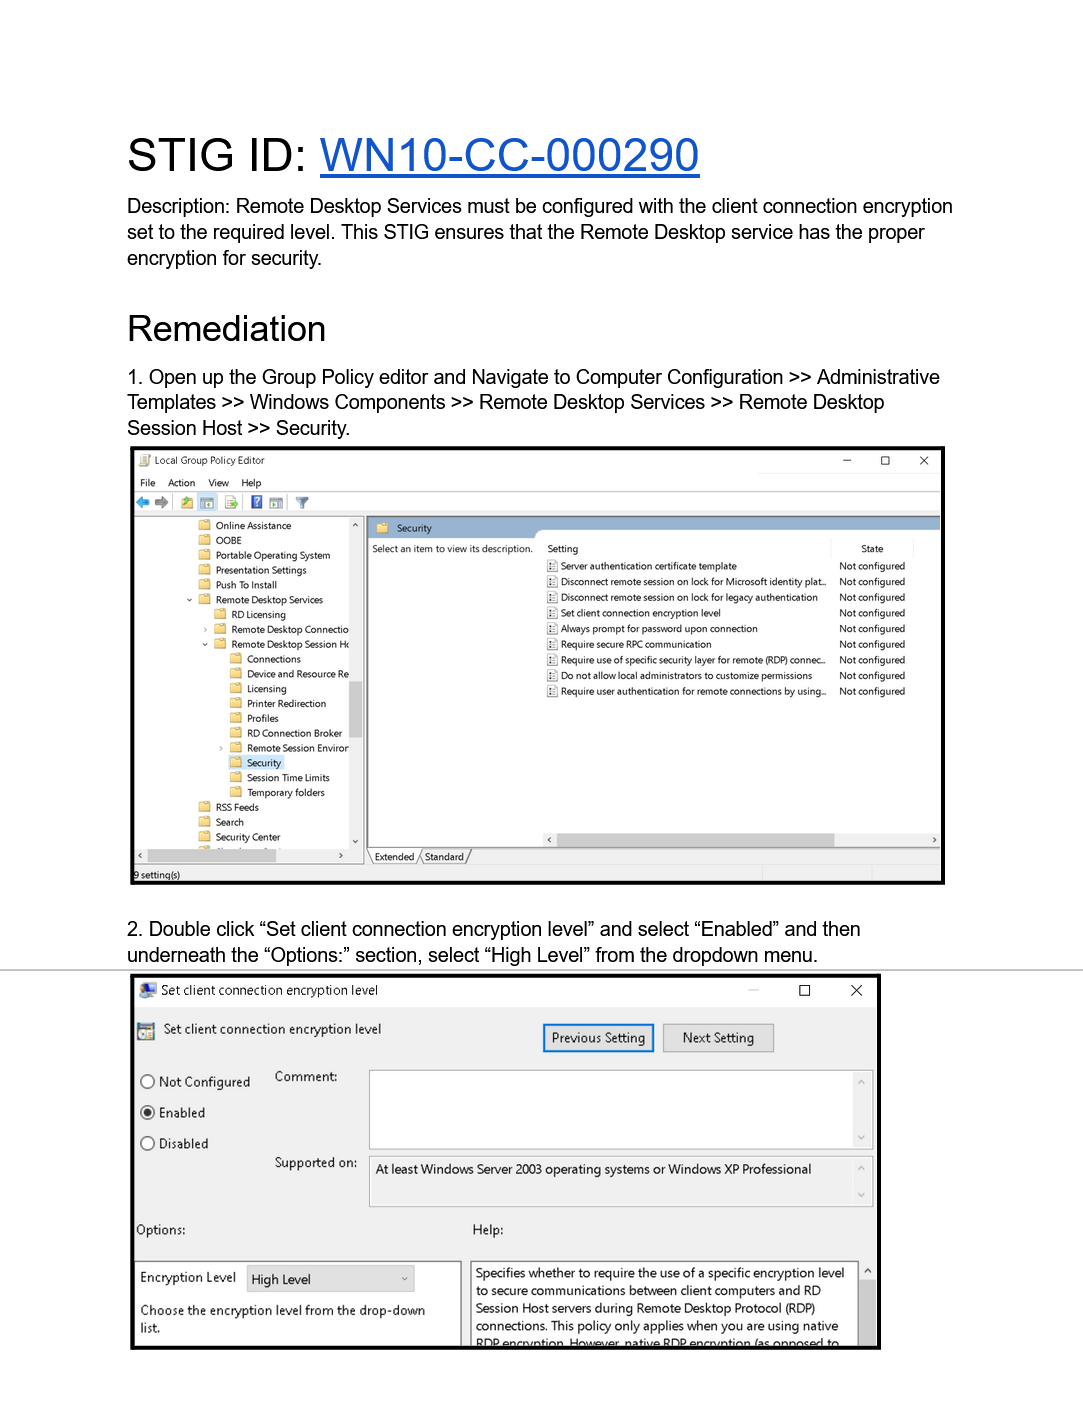 STIG ID: WN10-CC-000290
Description: Remote Desktop Services must be configured with the client connection encryption
set to the required level. This STIG ensures that the Remote Desktop service has the proper
encryption for security.
Remediation
1. Open up the Group Policy editor and Navigate to Computer Configuration >> Administrative
Templates >> Windows Components >> Remote Desktop Services >> Remote Desktop
Session Host >> Security.
Local Group Policy Editor
File Action View Help
Online Assistance
OOBE
Portable Operating System
Presentation Settings
Push To Install
Remote Desktop Services
RD Licensing
Remote Desktop Connectio
Remote Desktop Session Ho
Connections
Device and Resource Re
Licensing
Printer Redirection
Profiles
RD Connection Broker
Remote Session Environ
Security
Session Time Limits
Temporary folders
RSS Feeds
Search
Security Center
Security
Select an item to view its description.
Setting State
Server authentication certificate template Not configured
Disconnect remote session on lock for Microsoft identity plat... Not configured
Disconnect remote session on lock for legacy authentication Not configured
Set client connection encryption level Not configured
Always prompt for password upon connection Not configured
Require secure RPC communication Not configured
Require use of specific security layer for remote (RDP) connec... Not configured
Do not allow local administrators to customize permissions Not configured
Require user authentication for remote connections by using... Not configured
Extended Standard
9 setting(s)
2. Double click “Set client connection encryption level” and select “Enabled” and then
underneath the “Options:” section, select “High Level” from the dropdown menu.
Set client connection encryption level
Set client connection encryption level
Previous Setting Next Setting
Not Configured
Enabled
Disabled
Comment:
Supported on:
At least Windows Server 2003 operating systems or Windows XP Professional
Options:
Help:
Encryption Level High Level
Choose the encryption level from the drop-down
list.
Specifies whether to require the use of a specific encryption level
to secure communications between client computers and RD
Session Host servers during Remote Desktop Protocol (RDP)
connections. This policy only applies when you are using native
RDP encryption. However, native RDP encryption (as opposed to